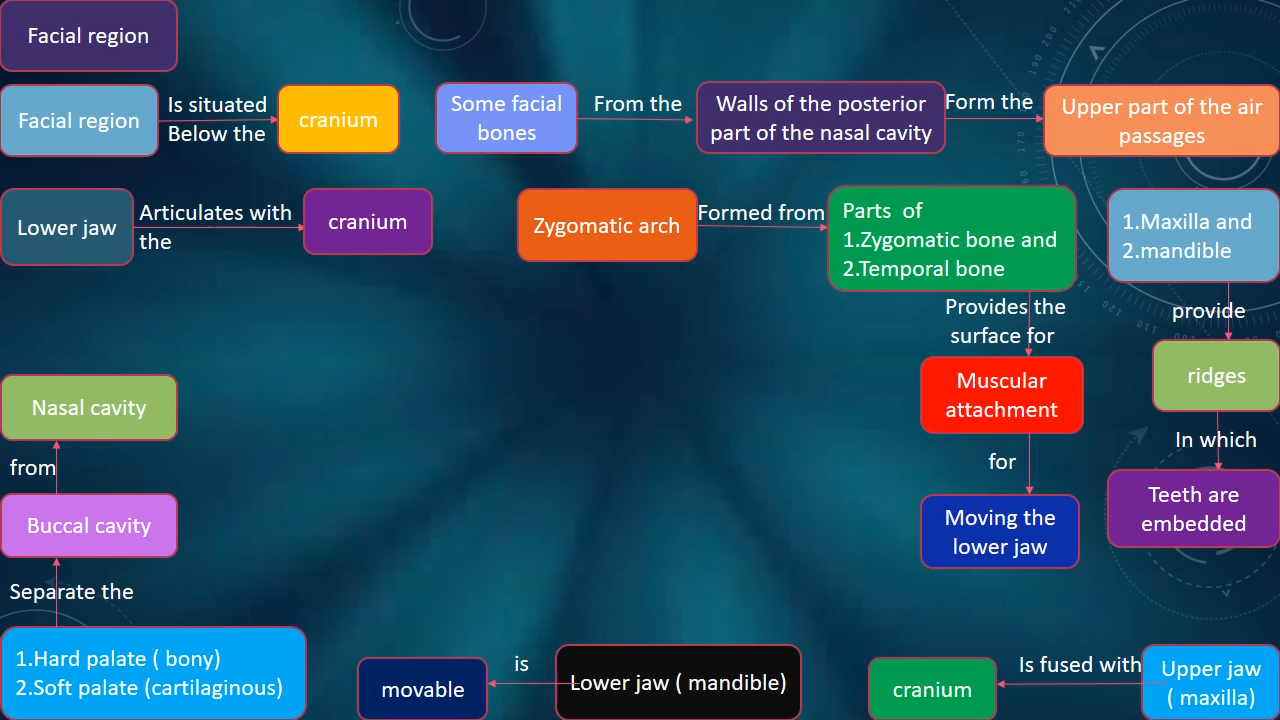 Facial region
Facial region
Is situated
Below the
cranium
Some facial
bones
From the
Walls of the posterior
part of the nasal cavity
Form the
Upper part of the air
passages
Lower jaw
Articulates with
the
cranium
Zygomatic arch
Formed from
Parts of
1.Zygomatic bone and
2.Temporal bone
Provides the
surface for
Muscular
attachment
for
Moving the
lower jaw
1.Maxilla and
2.mandible
provide
ridges
In which
Teeth are
embedded
Nasal cavity
from
Buccal cavity
Separate the
1.Hard palate ( bony)
2.Soft palate (cartilaginous)
movable
is
Lower jaw ( mandible)
cranium
Is fused with
Upper jaw
( maxilla)